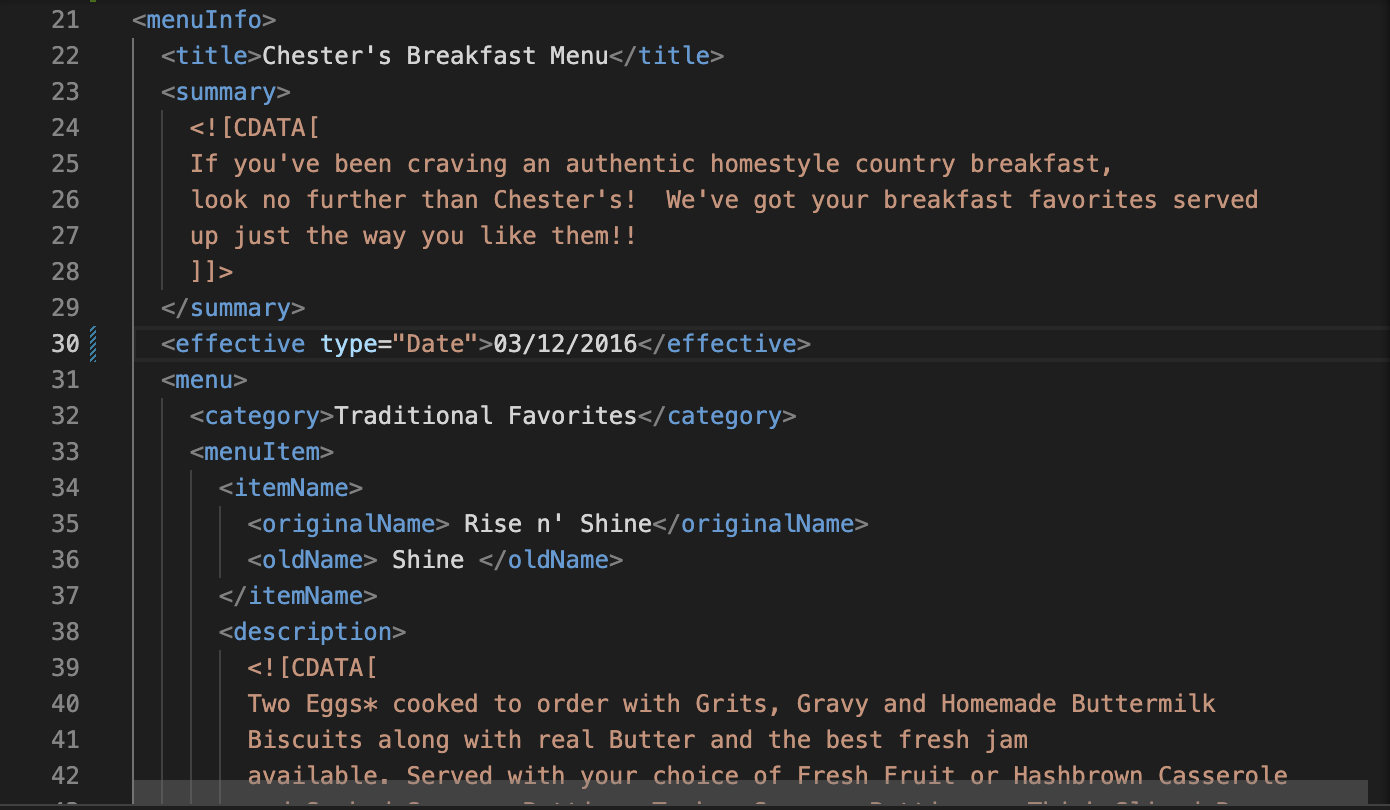 21 <menuInfo>
22 <title>Chester's Breakfast Menu</title>
23 <summary>
24 <![CDATA[
25 If you've been craving an authentic homestyle country breakfast,
26 look no further than Chester's!  We've got your breakfast favorites served
27 up just the way you like them!!
28 ]]>
29 </summary>
30 <effective type="Date">03/12/2016</effective>
31 <menu>
32 <category>Traditional Favorites</category>
33 <menuItem>
34 <itemName>
35 <originalName> Rise n' Shine</originalName>
36 <oldName> Shine </oldName>
37 </itemName>
38 <description>
39 <![CDATA[
40 Two Eggs* cooked to order with Grits, Gravy and Homemade Buttermilk
41 Biscuits along with real Butter and the best fresh jam
42 available. Served with your choice of Fresh Fruit or Hashbrown Casserole